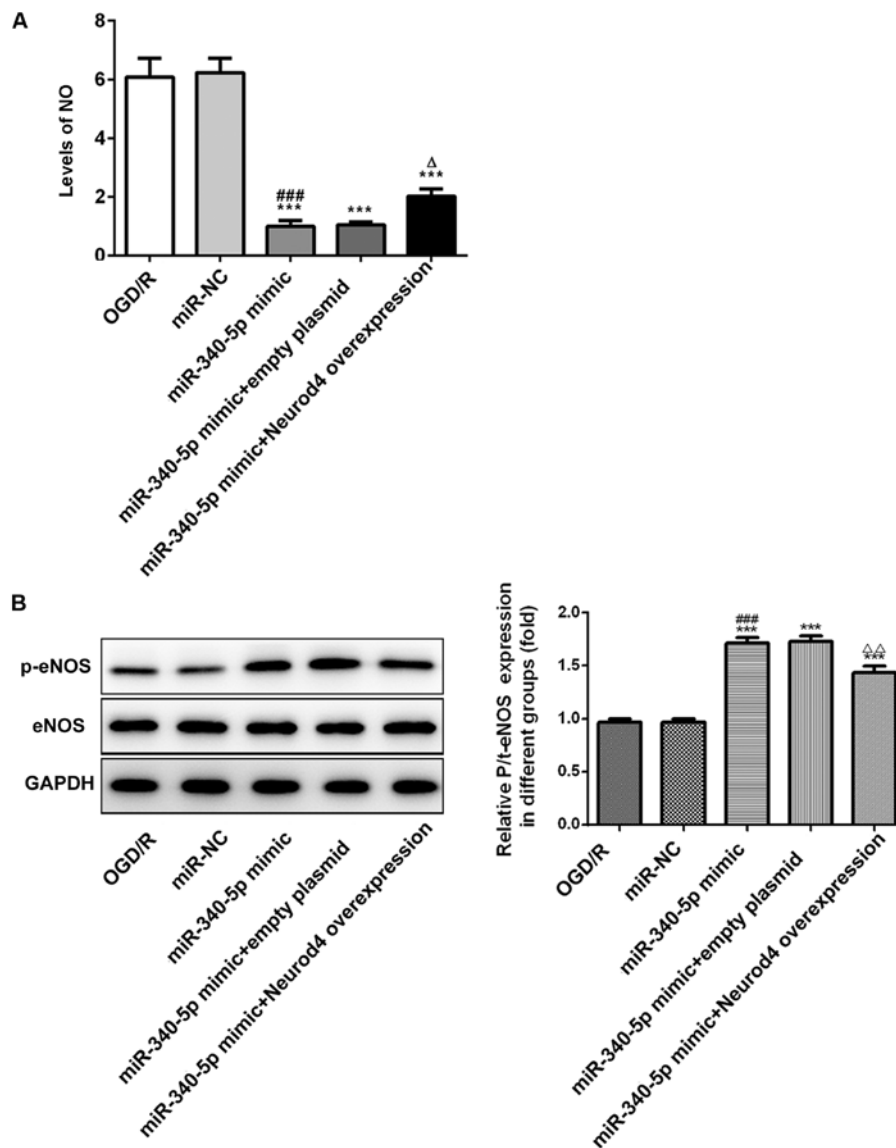 A
Levels of NO
8
6
4
2
0
###
***
***
Δ
***
OGD/R
miR-NC
miR-340-5p mimic
miR-340-5p mimic+empty plasmid
miR-340-5p mimic+Neurod4 overexpression
B
p-eNOS
eNOS
GAPDH
OGD/R
miR-NC
miR-340-5p mimic
miR-340-5p mimic+empty plasmid
miR-340-5p mimic+Neurod4 overexpression
Relative P/t-eNOS expression
in different groups (fold)
2.0
1.5
1.0
0.5
0.0
###
***
***
ΔΔ
***
OGD/R
miR-NC
miR-340-5p mimic
miR-340-5p mimic+empty plasmid
miR-340-5p mimic+Neurod4 overexpression